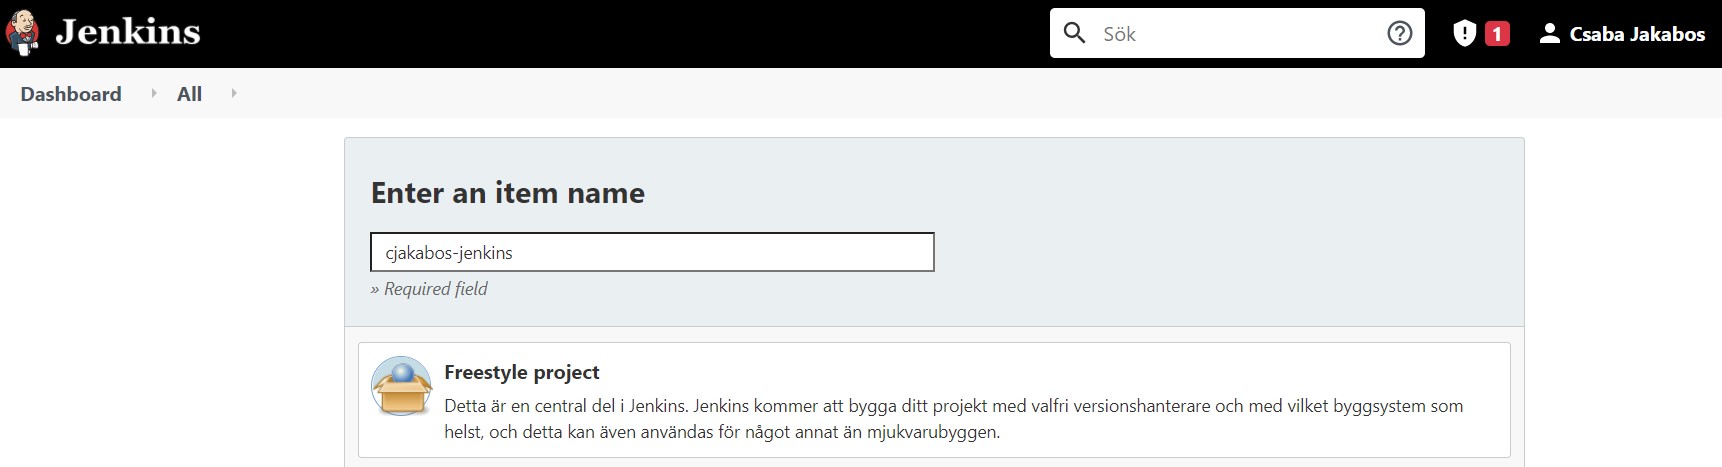 Jenkins
Sök
1
Csaba Jakabos
Dashboard
All
Enter an item name
cjakabos-jenkins
» Required field
Freestyle project
Detta är en central del i Jenkins. Jenkins kommer att bygga ditt projekt med valfri versionshanterare och med vilket byggsystem som
helst, och detta kan även användas för något annat än mjukvarubyggen.